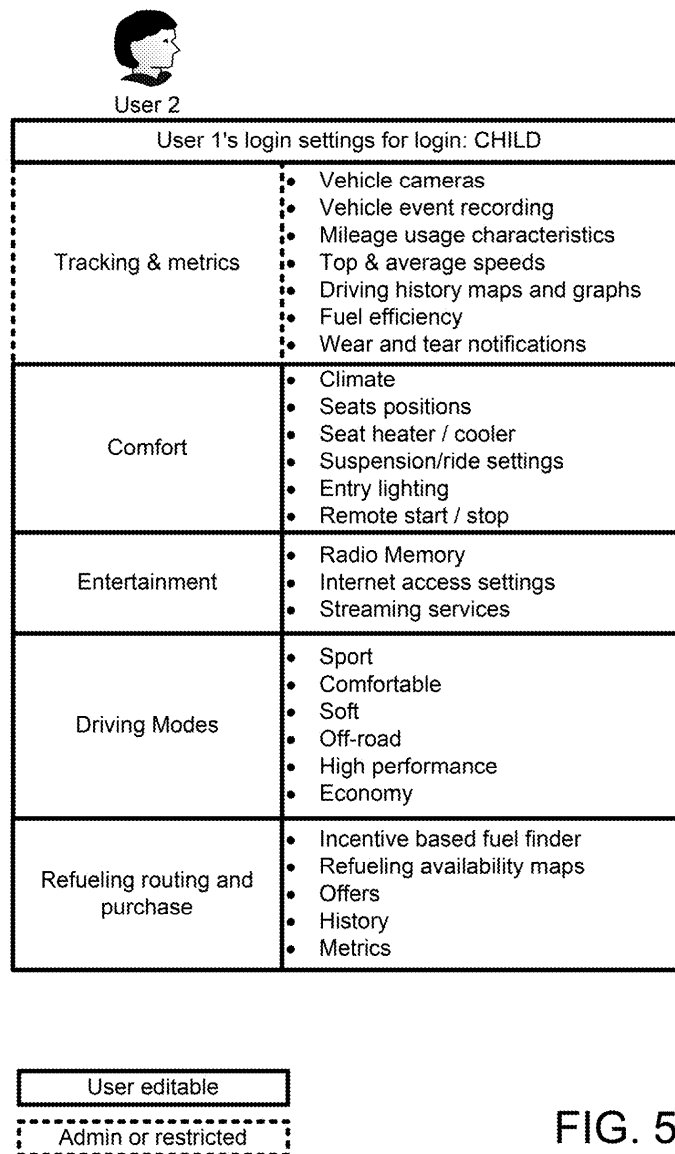 User 2
User 1's login settings for login: CHILD
Tracking & metrics
• Vehicle cameras
• Vehicle event recording
• Mileage usage characteristics
• Top & average speeds
• Driving history maps and graphs
• Fuel efficiency
• Wear and tear notifications
Comfort
• Climate
• Seats positions
• Seat heater / cooler
• Suspension/ride settings
• Entry lighting
• Remote start / stop
Entertainment
• Radio Memory
• Internet access settings
• Streaming services
Driving Modes
• Sport
• Comfortable
• Soft
• Off-road
• High performance
• Economy
Refueling routing and
purchase
• Incentive based fuel finder
• Refueling availability maps
• Offers
• History
• Metrics
User editable
Admin or restricted
FIG. 5